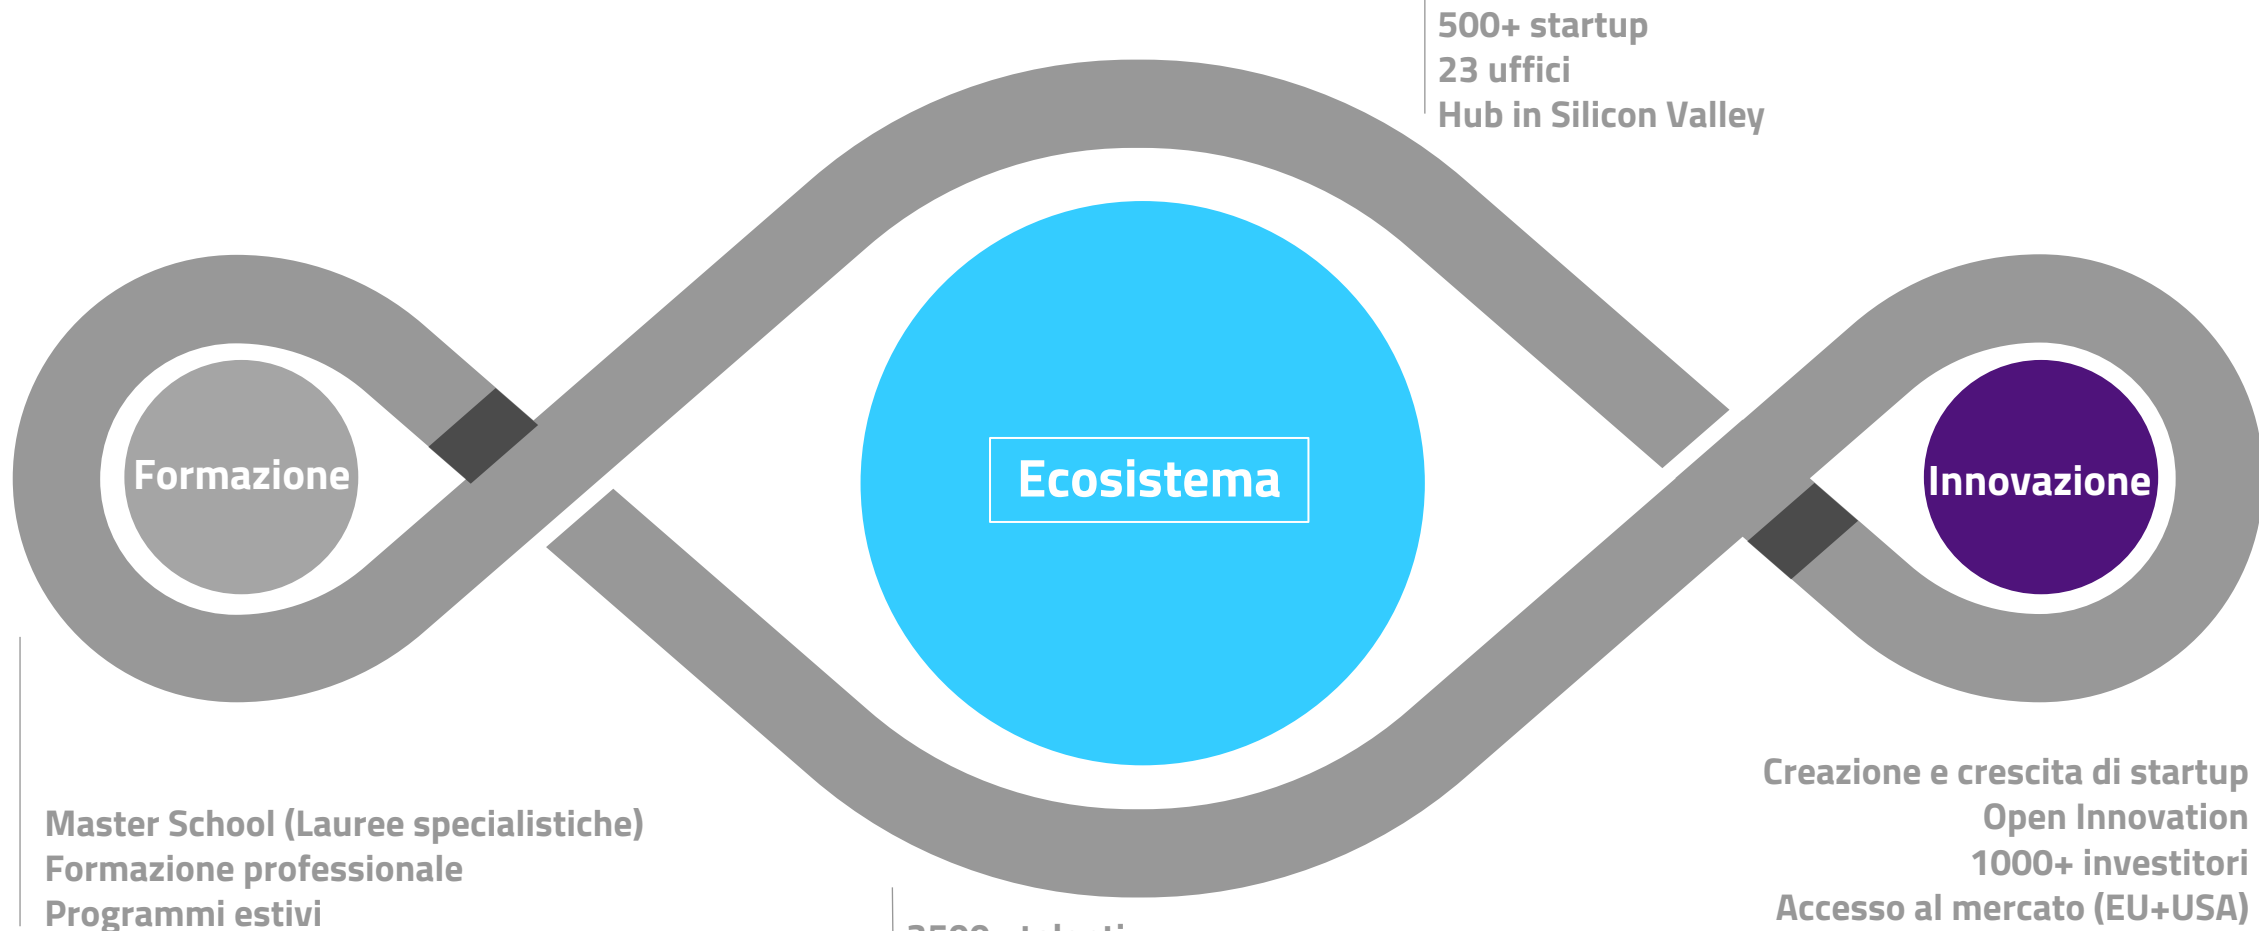 500+ startup
23 uffici
Hub in Silicon Valley
Formazione
Ecosistema
Innovazione
Master School (Lauree specialistiche)
Formazione professionale
Programmi estivi
Creazione e crescita di startup
Open Innovation
1000+ investitori
Accesso al mercato (EU+USA)